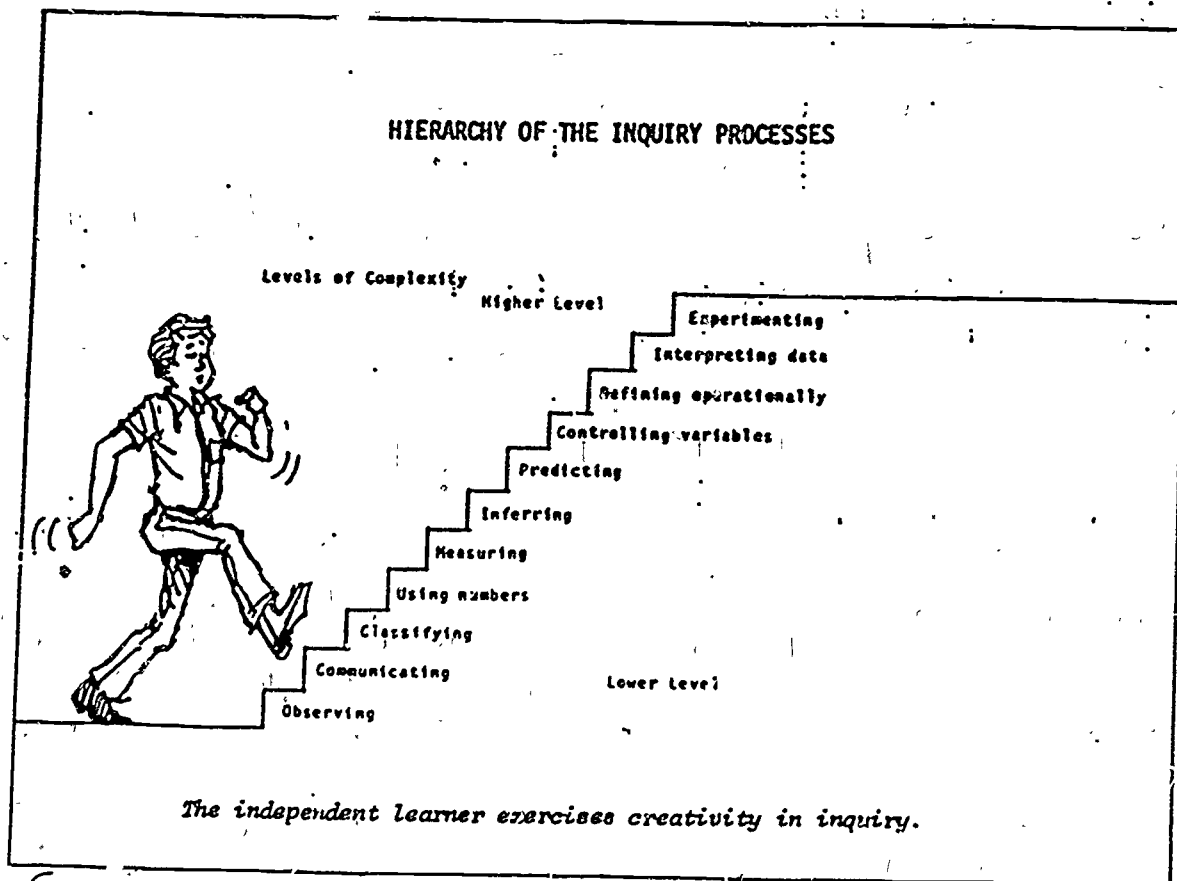 HIERARCHY OF THE INQUIRY PROCESSES
Levels of Complexity
Higher Level
Experimenting
Interpreting data
Defining operationally
Controlling variables
Predicting
Inferring
Measuring
Using numbers
Classifying
Communicating
Lower Level
Observing
The independent learner exercises creativity in inquiry.